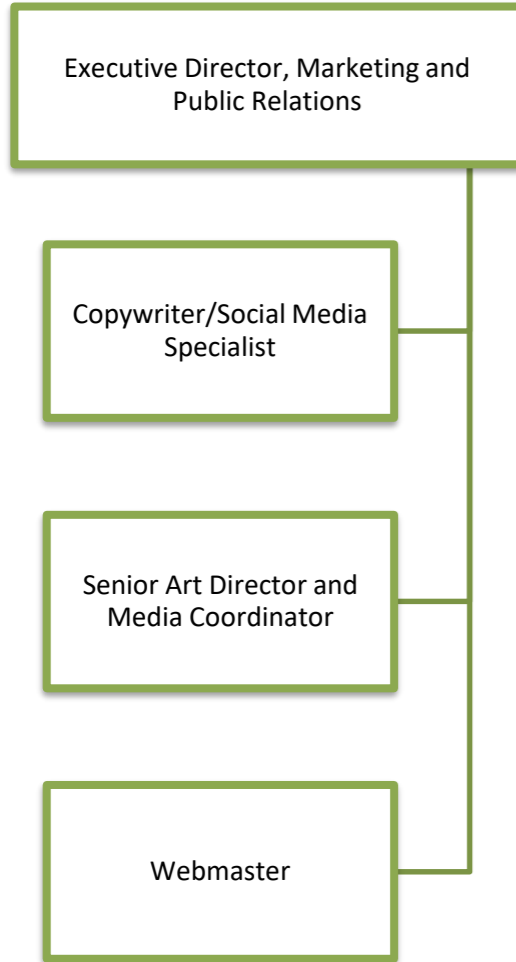 Executive Director, Marketing and
Public Relations
Copywriter/Social Media
Specialist
Senior Art Director and
Media Coordinator
Webmaster